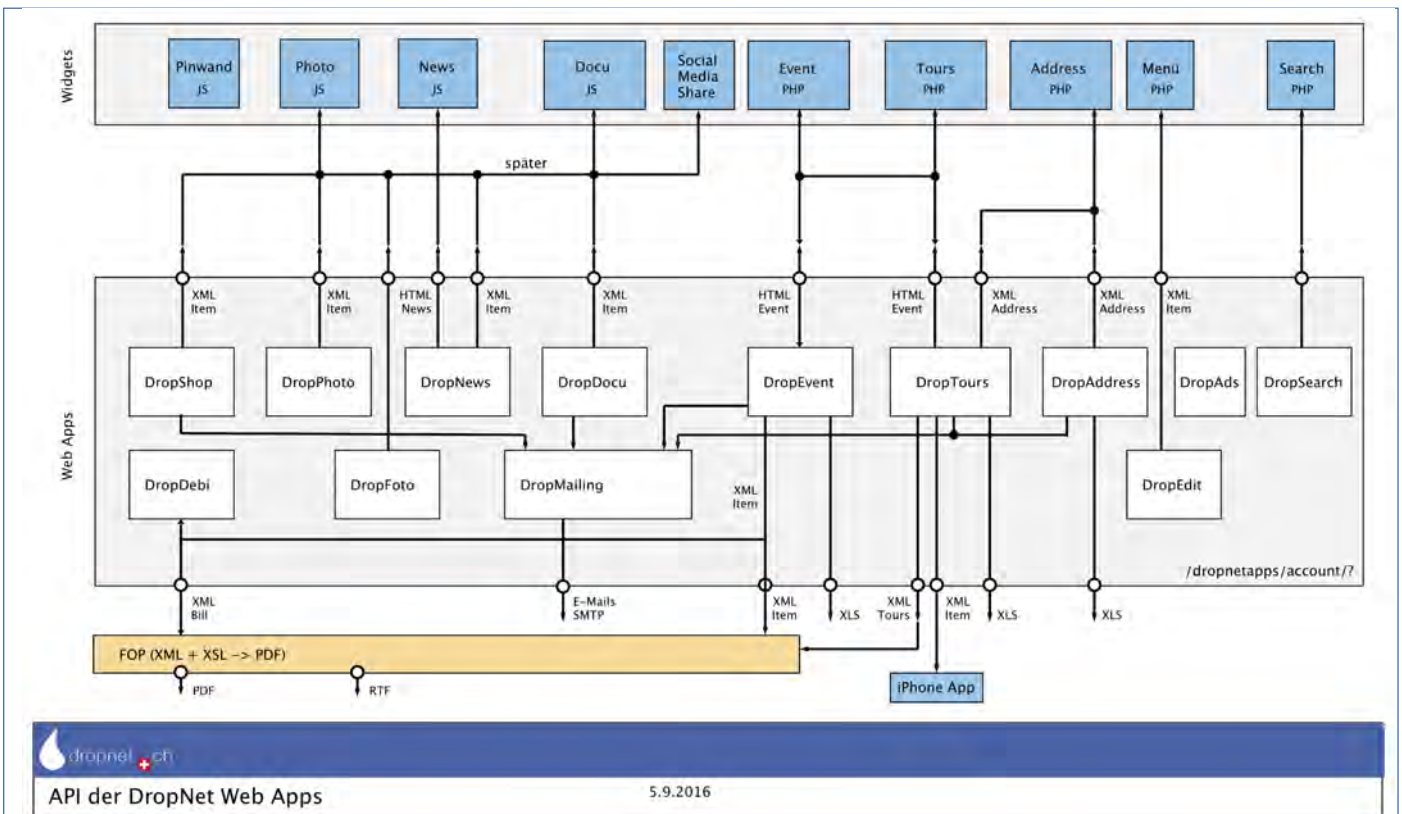 Widgets
Pinwand
JS
Photo
JS
News
JS
Docu
JS
Social
Media
Share
Event
PHP
Tours
PHP
Address
PHP
Menü
PHP
Search
PHP
später
Web Apps
XML
Item
XML
Item
HTML
News
XML
Item
XML
Item
HTML
Event
HTML
Event
XML
Address
XML
Address
XML
Item
DropShop
DropPhoto
DropNews
DropDocu
DropEvent
DropTours
DropAddress
DropAds
DropSearch
DropDebi
DropFoto
DropMailing
XML
Item
DropEdit
/dropnetapps/account/?
XML
Bill
E-Mails
SMTP
XML
Item
XLS
XML
Tours
XML
Item
XLS
XLS
FOP (XML + XSL -> PDF)
PDF
RTF
iPhone App
dropnet.ch
API der DropNet Web Apps
5.9.2016